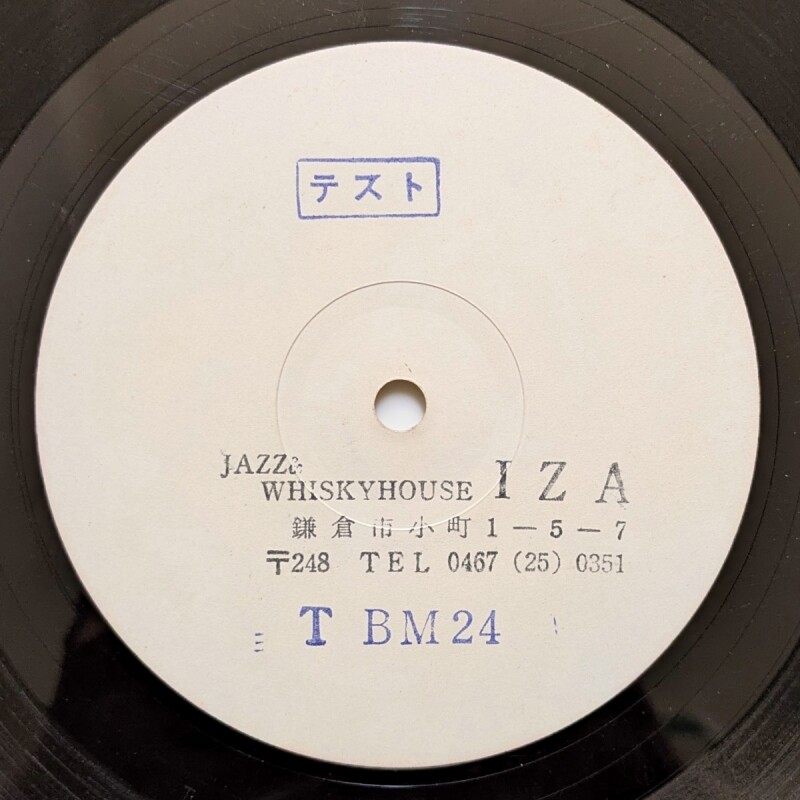 テスト
JAZZ&
WHISKYHOUSE IZA
鎌倉市小町1-5-7
〒248 TEL 0467 (25) 0351
TBM24